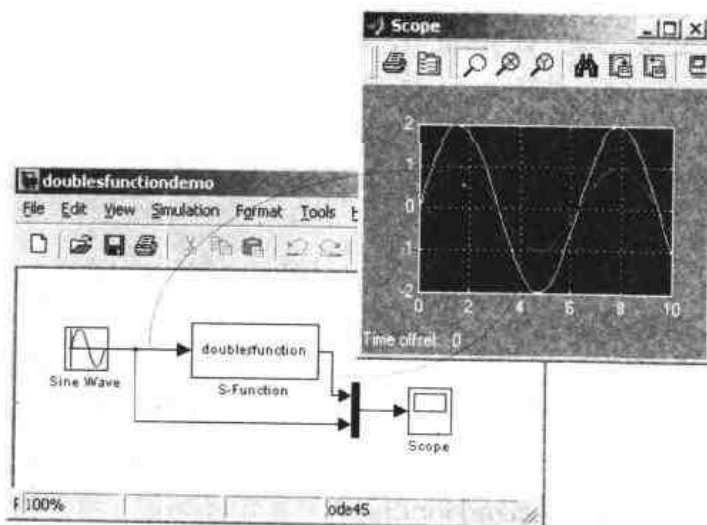 Scope
2
1
0
-1
-2
0
2
4
6
8
10
Time offset: 0
doublesfunctiondemo
File Edit View Simulation Format Tools
doublesfunction
Sine Wave
S-Function
Scope
100%
ode45